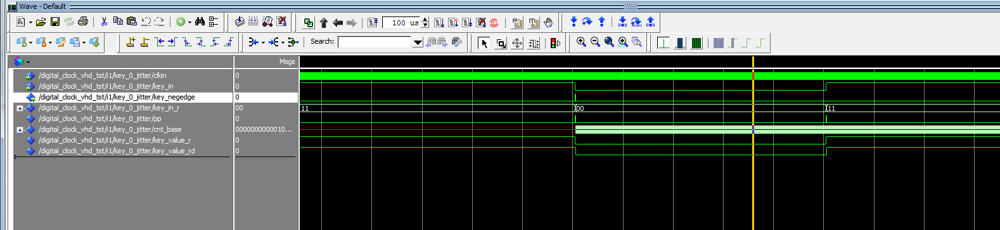 Wave - Default
100 us
Search:
Msgs
/digital_clock_vhd_tst/i1/key_0_jitter/clkin 0
/digital_clock_vhd_tst/i1/key_0_jitter/key_in 0
/digital_clock_vhd_tst/i1/key_0_jitter/key_negedge 0
/digital_clock_vhd_tst/i1/key_0_jitter/key_in_r 00 11 00 11
/digital_clock_vhd_tst/i1/key_0_jitter/pp 0
/digital_clock_vhd_tst/i1/key_0_jitter/cnt_base 0000000000010...
/digital_clock_vhd_tst/i1/key_0_jitter/key_value_r 0
/digital_clock_vhd_tst/i1/key_0_jitter/key_value_rd 0